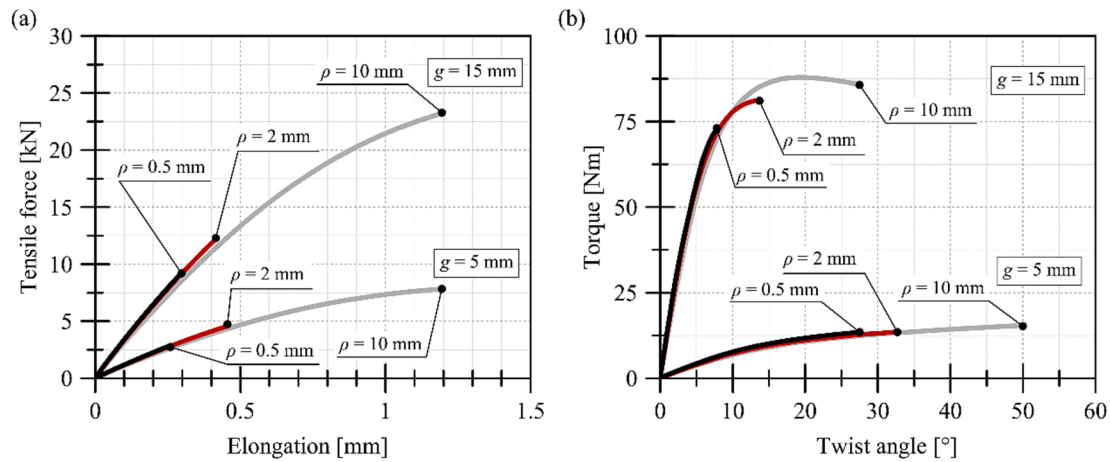 (a)
Tensile force [kN]
30
25
20
15
10
5
0
0
0.5
1
1.5
Elongation [mm]
ρ = 10 mm
g = 15 mm
ρ = 2 mm
ρ = 0.5 mm
g = 5 mm
ρ = 2 mm
ρ = 0.5 mm
ρ = 10 mm
(b)
Torque [Nm]
100
75
50
25
0
0
10
20
30
40
50
60
Twist angle [°]
g = 15 mm
ρ = 10 mm
ρ = 2 mm
ρ = 0.5 mm
ρ = 2 mm
g = 5 mm
ρ = 0.5 mm
ρ = 10 mm